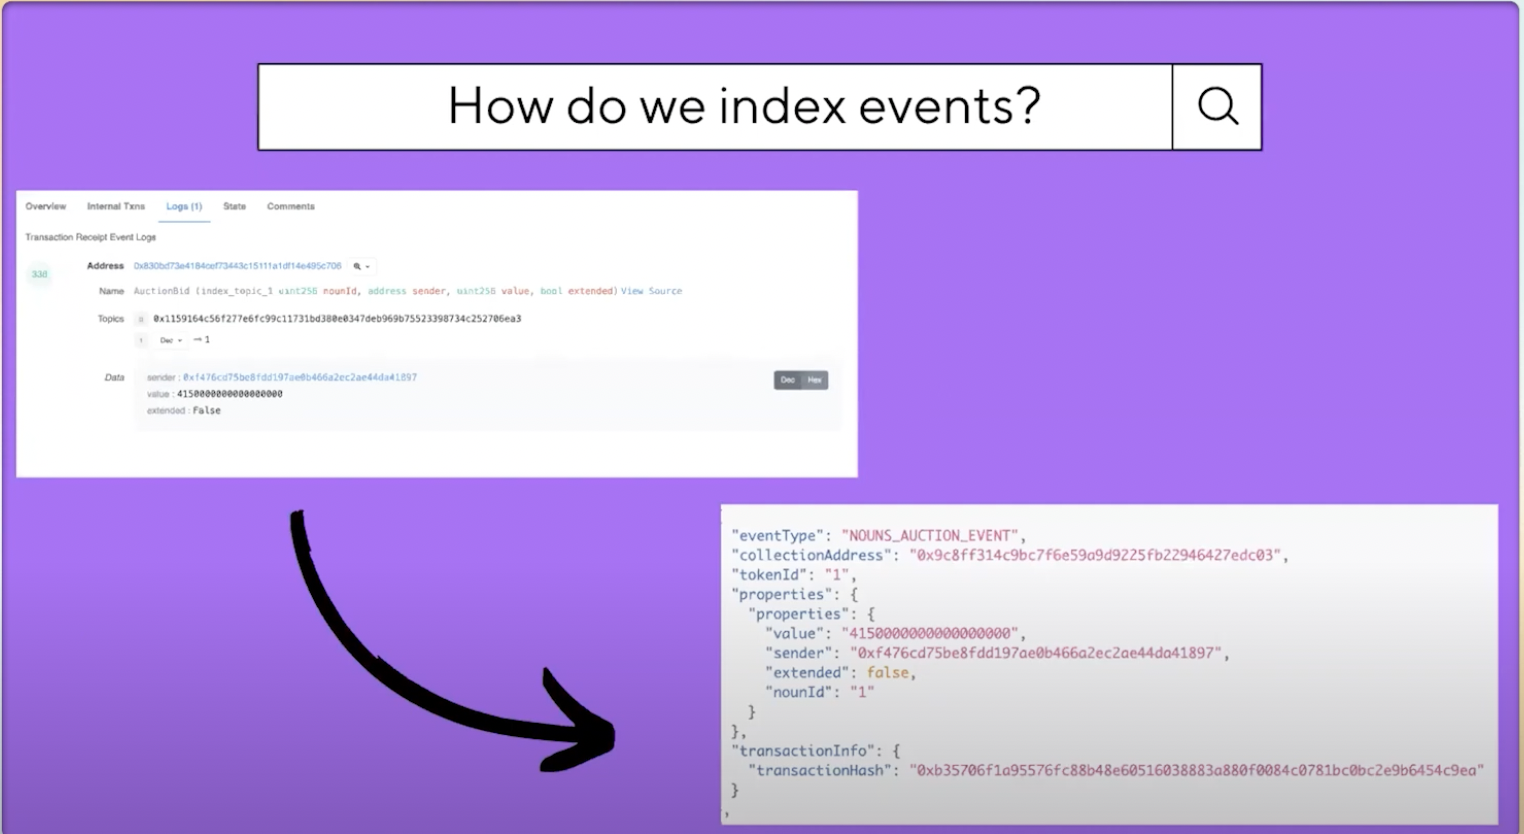 How do we index events?
Overview Internal Txns Logs (1) State Comments
Transaction Receipt Event Logs
338
Address 0x830bd73e4184cef73443c15111a1df14e495c706
Name AuctionBid (index_topic_1 uint256 nounId, address sender, uint256 value, bool extended) View Source
Topics 0 0x1159164c56f277e6fc99c11731bd380e0347deb969b75523398734c252706ea3
1 Dec → 1
Data sender : 0xf476cd75be8fdd197ae0b466a2ec2ae44da41897
Dec Hex
value : 4150000000000000000
extended : False
"eventType": "NOUNS_AUCTION_EVENT",
"collectionAddress": "0x9c8ff314c9bc7f6e59a9d9225fb22946427edc03",
"tokenId": "1",
"properties": {
"properties": {
"value": "4150000000000000000",
"sender": "0xf476cd75be8fdd197ae0b466a2ec2ae44da41897",
"extended": false,
"nounId": "1"
}
},
"transactionInfo": {
"transactionHash": "0xb35706f1a95576fc88b48e60516038883a880f0084c0781bc0bc2e9b6454c9ea"
}
,